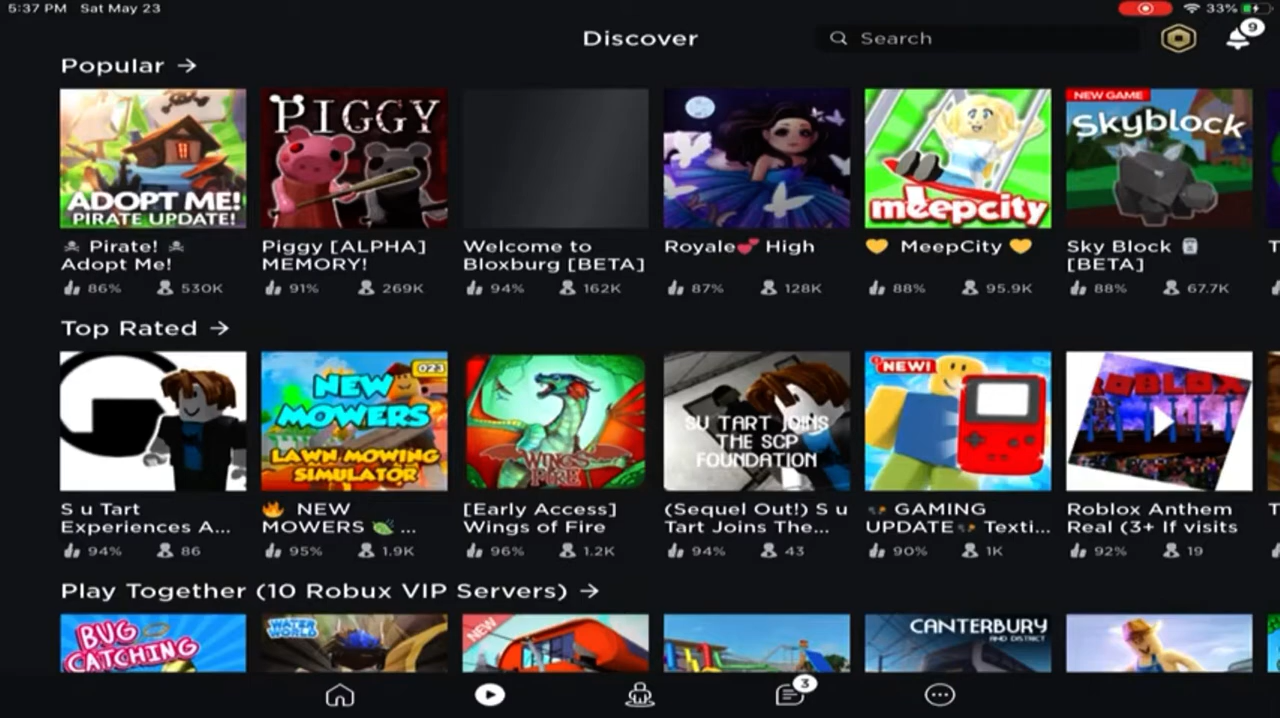 5:37 PM Sat May 23
33%
Discover
Search
9
Popular →
ADOPT ME!
PIRATE UPDATE!
PIGGY
meepcity
NEW GAME
Skyblock
☠ Pirate! ☠
Adopt Me!
Piggy [ALPHA]
MEMORY!
Welcome to
Bloxburg [BETA]
Royale💕 High
💛 MeepCity 💛
Sky Block
[BETA]
T
86% 530K
91% 269K
94% 162K
87% 128K
88% 95.9K
88% 67.7K
Top Rated →
023
NEW
MOWERS
LAWN MOWING
SIMULATOR
WINGS
FIRE
SU TART JOINS
THE SCP
FOUNDATION
NEW!
ROBLOX
S u Tart
Experiences A...
🔥 NEW
MOWERS 🍃 ...
[Early Access]
Wings of Fire
(Sequel Out!) S u
Tart Joins The...
GAMING
UPDATE Texti...
Roblox Anthem
Real (3+ If visits
T
94% 86
95% 1.9K
96% 1.2K
94% 43
90% 1K
92% 19
Play Together (10 Robux VIP Servers) →
BUG
CATCHING
WATER
WORLD
NEW
CANTERBURY
AND DISTRICT
3